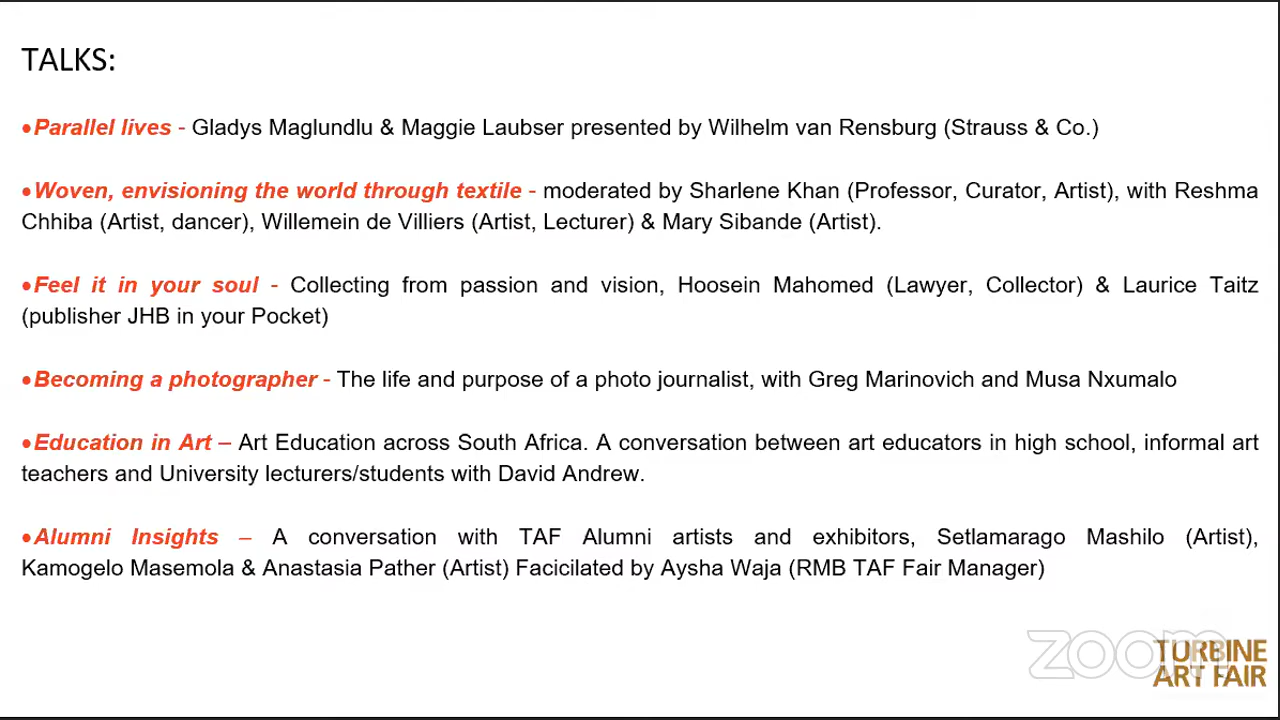 TALKS:
•Parallel lives - Gladys Maglundlu & Maggie Laubser presented by Wilhelm van Rensburg (Strauss & Co.)
•Woven, envisioning the world through textile - moderated by Sharlene Khan (Professor, Curator, Artist), with Reshma
Chhiba (Artist, dancer), Willemein de Villiers (Artist, Lecturer) & Mary Sibande (Artist).
•Feel it in your soul - Collecting from passion and vision, Hoosein Mahomed (Lawyer, Collector) & Laurice Taitz
(publisher JHB in your Pocket)
•Becoming a photographer - The life and purpose of a photo journalist, with Greg Marinovich and Musa Nxumalo
•Education in Art – Art Education across South Africa. A conversation between art educators in high school, informal art
teachers and University lecturers/students with David Andrew.
•Alumni Insights – A conversation with TAF Alumni artists and exhibitors, Setlamarago Mashilo (Artist),
Kamogelo Masemola & Anastasia Pather (Artist) Facicilated by Aysha Waja (RMB TAF Fair Manager)
zoom
TURBINE
ART FAIR